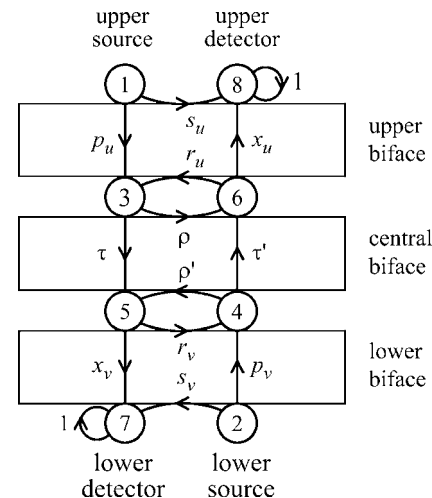 upper source
upper detector
1
8
1
s_u
p_u
r_u
x_u
upper biface
3
6
ρ
τ
τ'
ρ'
central biface
5
4
r_v
x_v
s_v
p_v
lower biface
1
7
2
lower detector
lower source